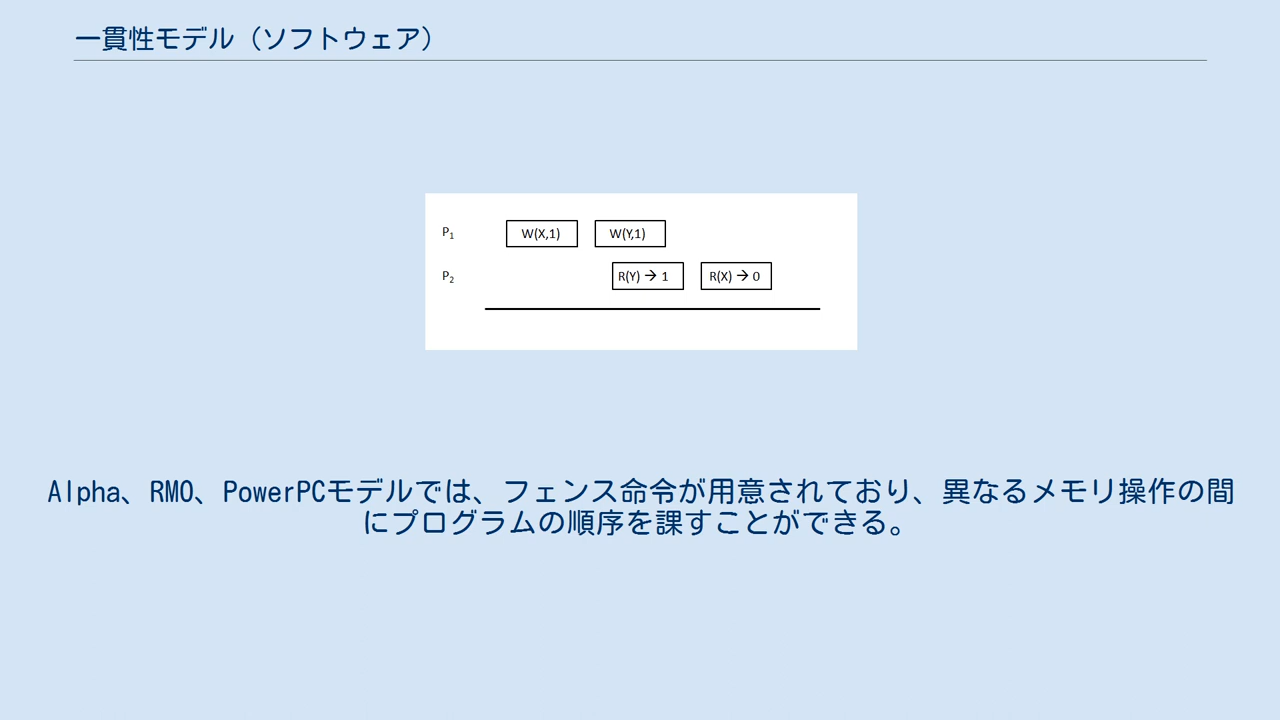 一貫性モデル（ソフトウェア）
P1 W(X,1) W(Y,1)
P2 R(Y) → 1 R(X) → 0
Alpha、RMO、PowerPCモデルでは、フェンス命令が用意されており、異なるメモリ操作の間
にプログラムの順序を課すことができる。